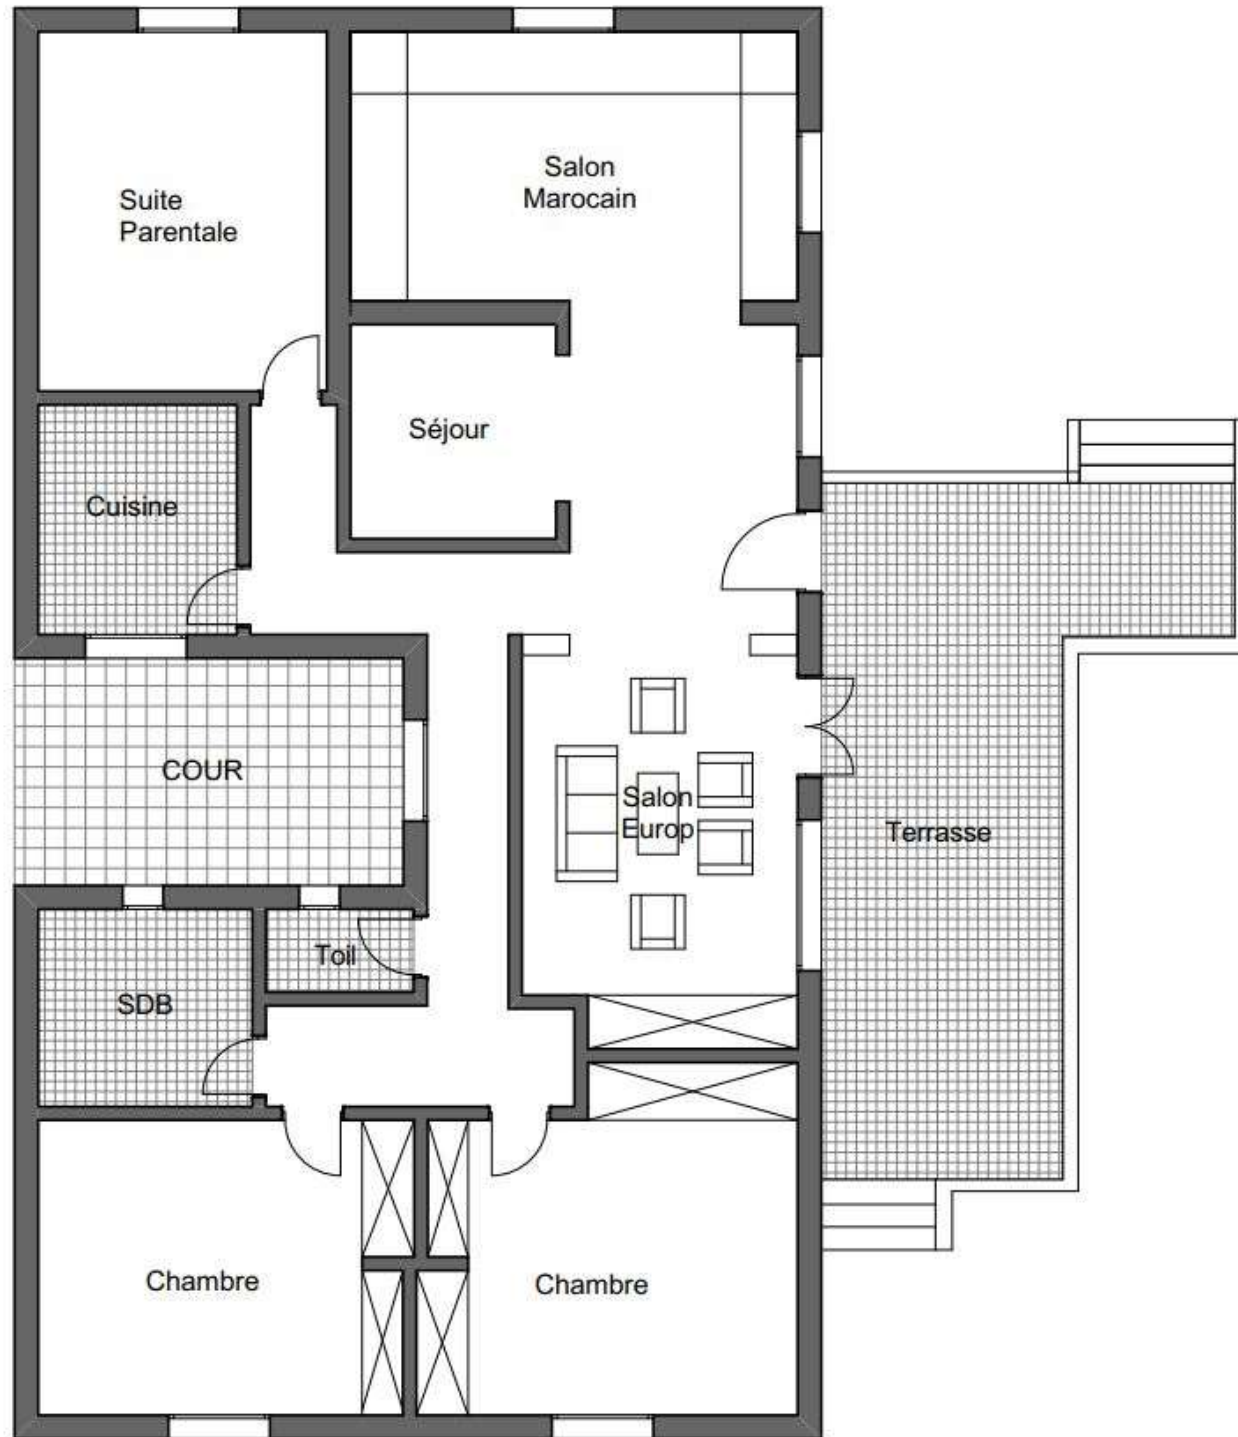 Salon
Marocain
Suite
Parentale
Séjour
Cuisine
COUR
Salon
Europ
Terrasse
Toil
SDB
Chambre
Chambre